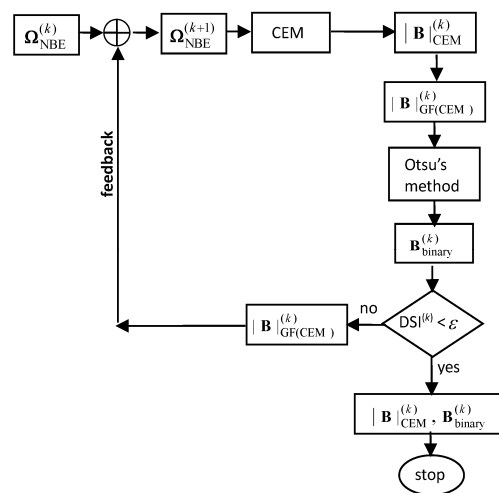 Ω_NBE^(k)
Ω_NBE^(k+1)
CEM
| B |_CEM^(k)
| B |_GF(CEM)^(k)
Otsu's
method
B_binary^(k)
DSI^(k) < ε
no
| B |_GF(CEM)^(k)
feedback
yes
| B |_CEM^(k) , B_binary^(k)
stop